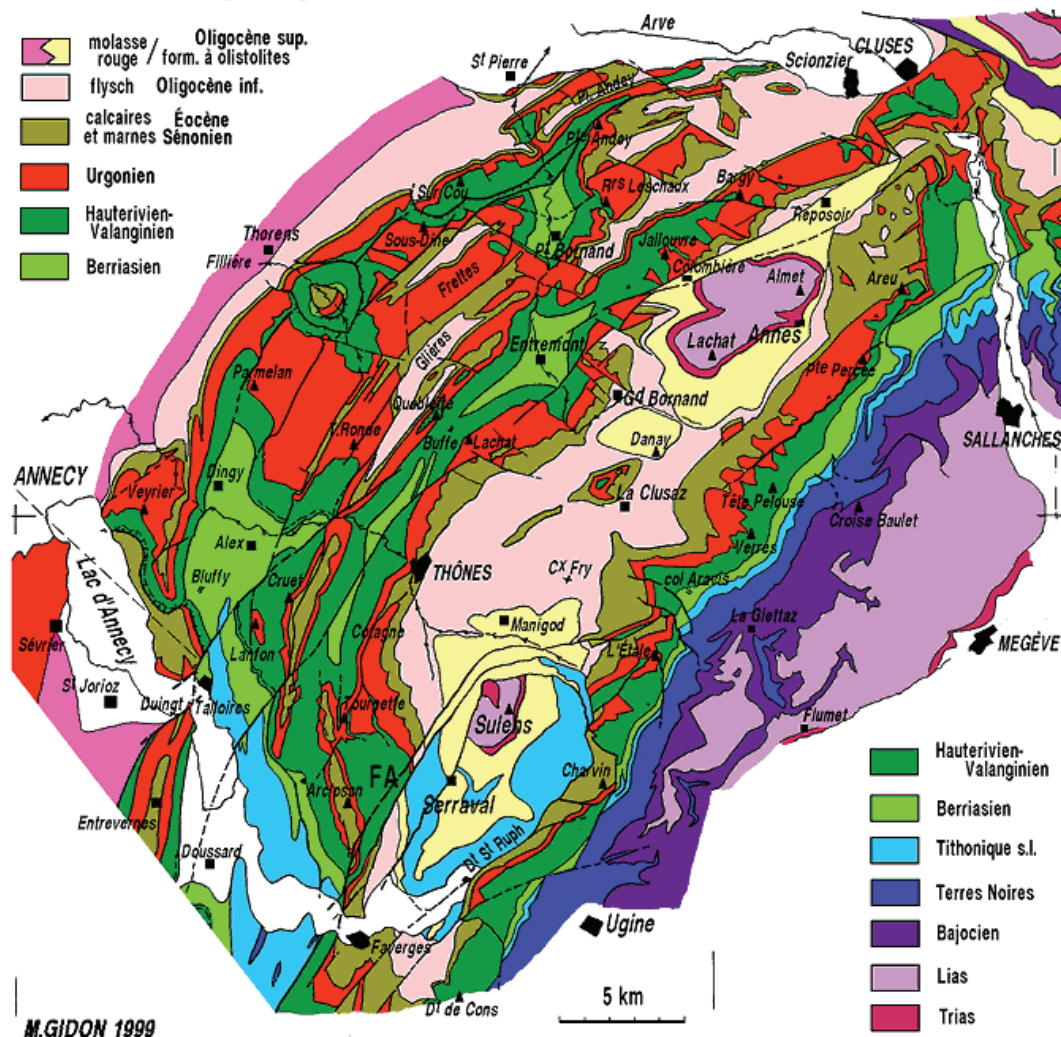 molasse rouge / Oligocène sup. form. à olistolites
flysch Oligocène inf.
calcaires et marnes Éocène Sénonien
Urgonien
Hauterivien-
Valanginien
Berriasien
Arve
CLUSES
Scionzier
St Pierre
Pl. Andey
Pte Andey
Rrs Leschaux
Bargy
Sur Cou
Reposoir
Thorens
Sous-Dine
Pt Bornand
Jallouvre
Fillière
Colombière
Frettes
Almet
Areu
Annes
Glières
Entremont
Lachat
Pte Percée
Parmelan
Gd Bornand
SALLANCHES
T.Ronde
Buffe
Lachat
Danay
Dingy
ANNECY
Veyrier
La Clusaz
Tête Pelouse
Croise Baulet
Alex
Verres
THÔNES
Cx Fry
Bluffy
Cruet
col Aravis
Lac d'Annecy
Manigod
La Giettaz
Sévrier
Lanfon
Cotagne
L'Étale
MEGÈVE
St Jorioz
Duingt
Talloires
Tournette
Sulens
Flumet
FA
Charvin
Arclosan
Serraval
Entrevernes
Dt St Ruph
Doussard
Ugine
Faverges
Dt de Cons
5 km
Hauterivien-
Valanginien
Berriasien
Tithonique s.l.
Terres Noires
Bajocien
Lias
Trias
M.GIDON 1999